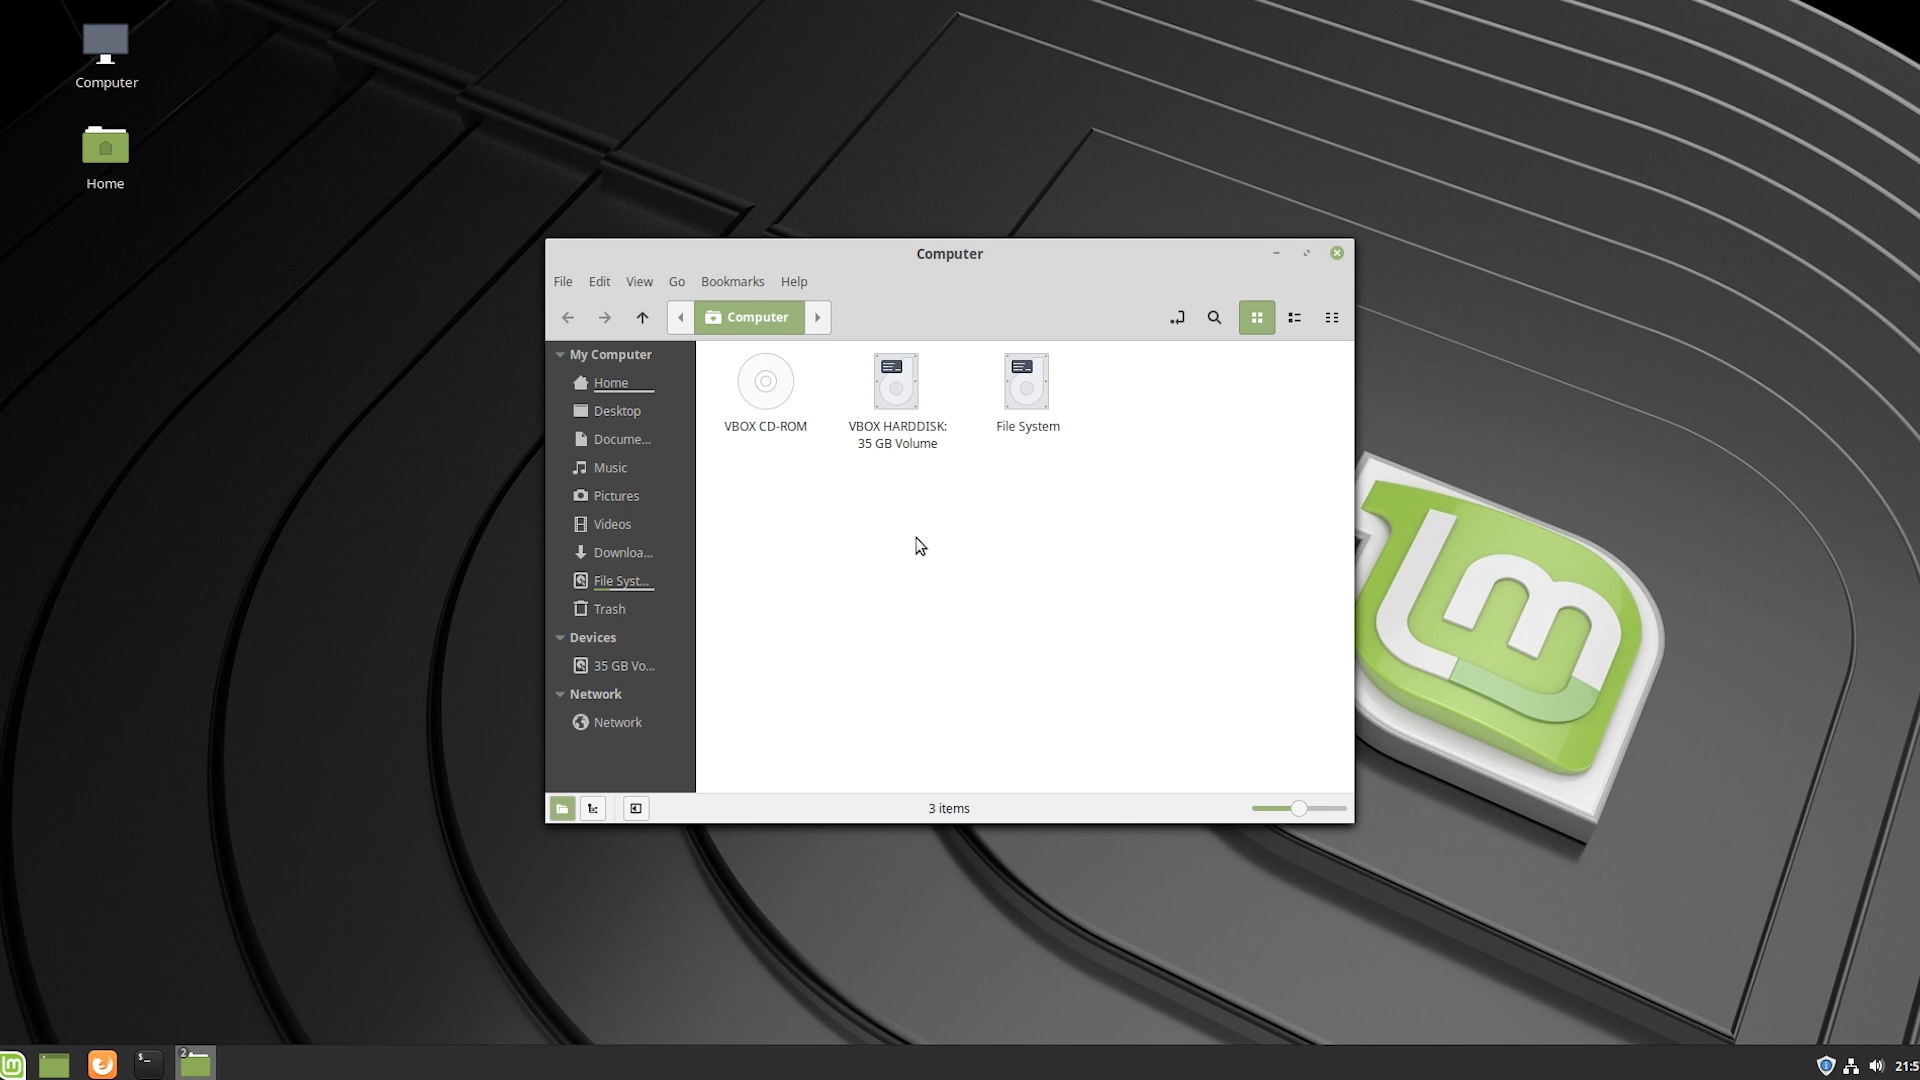 Computer
Home
Computer
File Edit View Go Bookmarks Help
Computer
My Computer
Home
Desktop
Docume...
Music
Pictures
Videos
Downloa...
File Syst...
Trash
Devices
35 GB Vo...
Network
Network
VBOX CD-ROM
VBOX HARDDISK:
35 GB Volume
File System
3 items
lm
2
$_
21:5